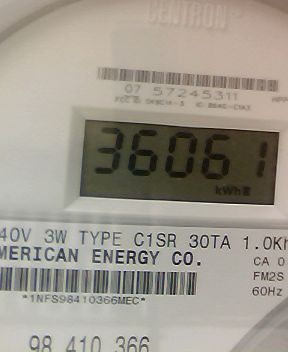 CENTRON
07 57245311
36061
kWh
40V 3W TYPE C1SR 30TA 1.0Kh
MERICAN ENERGY CO.
CA 0
FM2S
60Hz
*1NFS98410366MEC*
98 410 366